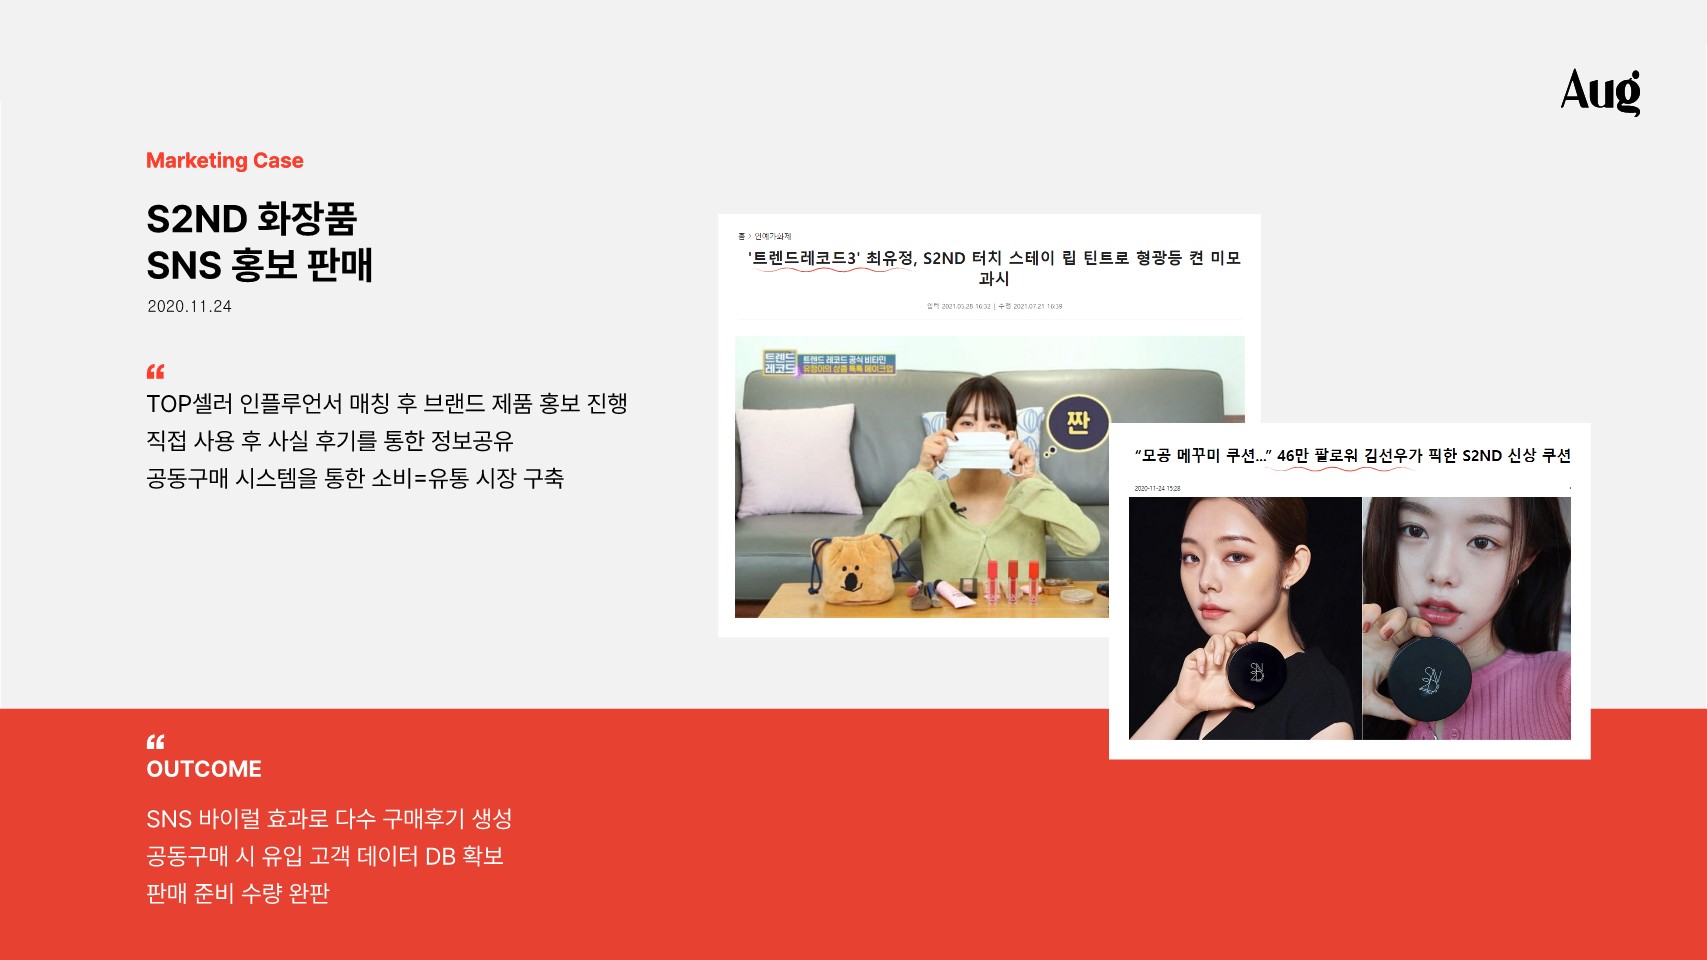 Aug
Marketing Case
S2ND 화장품
SNS 홍보 판매
2020.11.24
“
TOP셀러 인플루언서 매칭 후 브랜드 제품 홍보 진행
직접 사용 후 사실 후기를 통한 정보공유
공동구매 시스템을 통한 소비=유통 시장 구축
홈 > 연예가화제
'트렌드레코드3' 최유정, S2ND 터치 스테이 립 틴트로 형광등 켠 미모
과시
입력 2021.05.28 16:32 | 수정 2021.07.21 16:39
트렌드
레코드
트렌드 레코드 공식 비타민
유정이의 상큼 톡톡 메이크업
짠
“모공 메꾸미 쿠션...” 46만 팔로워 김선우가 픽한 S2ND 신상 쿠션
2020-11-24 15:28
“
OUTCOME
SNS 바이럴 효과로 다수 구매후기 생성
공동구매 시 유입 고객 데이터 DB 확보
판매 준비 수량 완판